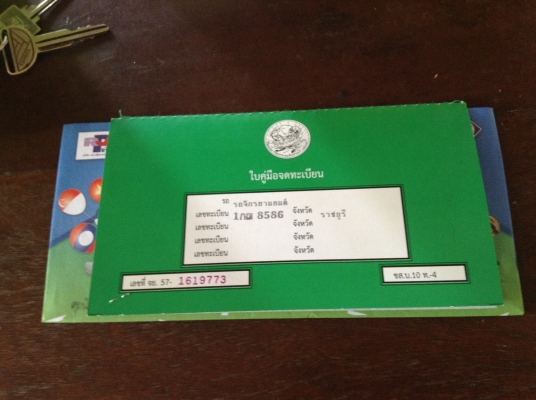 ใบคู่มือจดทะเบียน
รถ รถจักรยานยนต์
เลขทะเบียน 1กฌ 8586 จังหวัด ราชบุรี
เลขทะเบียน จังหวัด
เลขทะเบียน จังหวัด
เลขทะเบียน จังหวัด
เลขที่ จย. 57- 1619773
ขส.บ.10 ห.-4